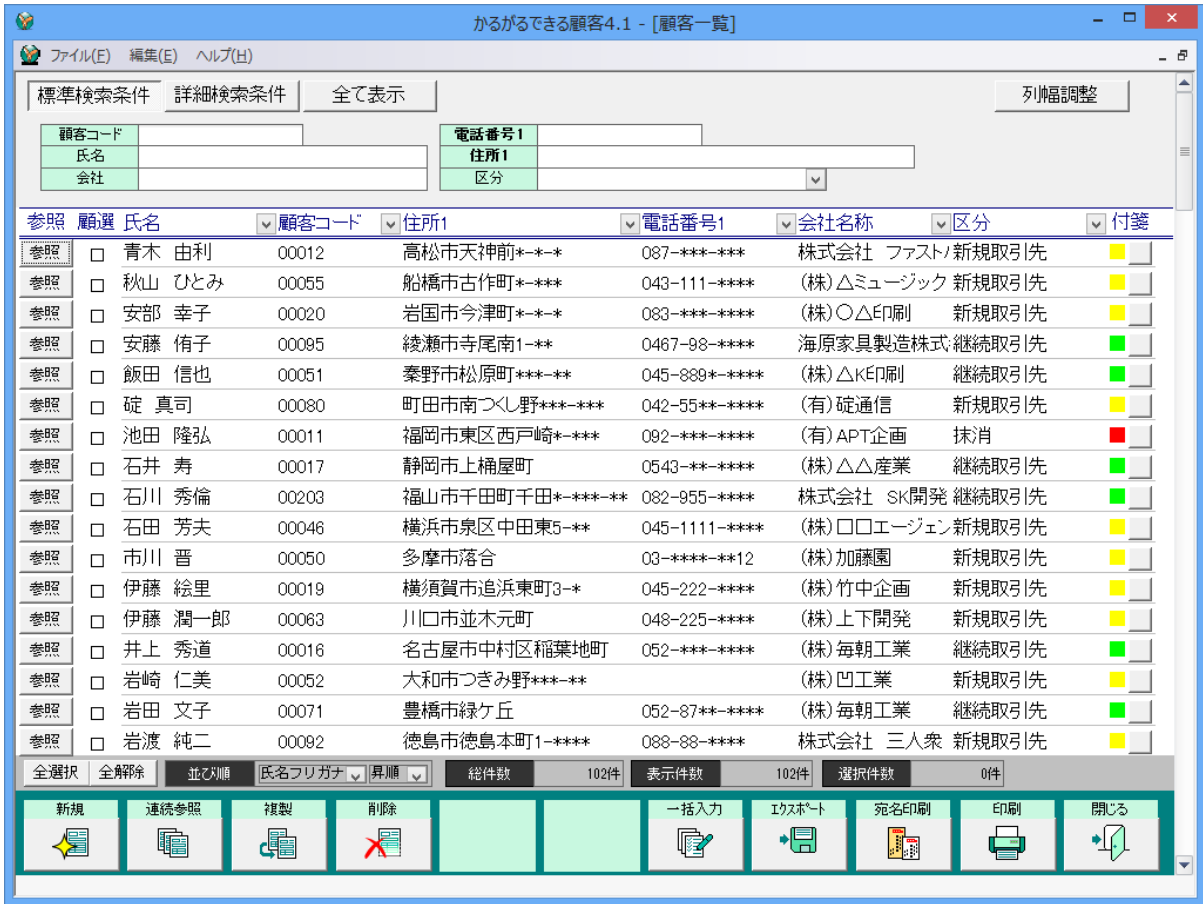 かるがるできる顧客4.1 - [顧客一覧]
ファイル(F) 編集(E) ヘルプ(H)
標準検索条件 詳細検索条件 全て表示 列幅調整
顧客コード 電話番号1
氏名 住所1
会社 区分
参照 顧選 氏名 顧客コード 住所1 電話番号1 会社名称 区分 付箋
参照 青木 由利 00012 高松市天神前*-*-* 087-***-*** 株式会社 ファスト 新規取引先
参照 秋山 ひとみ 00055 船橋市古作町*-*** 043-111-**** (株)△ミュージック 新規取引先
参照 安部 幸子 00020 岩国市今津町*-*-* 083-***-**** (株)○△印刷 新規取引先
参照 安藤 侑子 00095 綾瀬市寺尾南1-** 0467-98-**** 海原家具製造株式 継続取引先
参照 飯田 信也 00051 秦野市松原町***-** 045-889*-**** (株)△K印刷 継続取引先
参照 碇 真司 00080 町田市南つくし野***-*** 042-55**-**** (有)碇通信 新規取引先
参照 池田 隆弘 00011 福岡市東区西戸崎*-*** 092-***-**** (有)APT企画 抹消
参照 石井 寿 00017 静岡市上桶屋町 0543-**-**** (株)△△産業 継続取引先
参照 石川 秀倫 00203 福山市千田町千田*-***-** 082-955-**** 株式会社 SK開発 継続取引先
参照 石田 芳夫 00046 横浜市泉区中田東5-** 045-1111-**** (株)□□エージェン 新規取引先
参照 市川 晋 00050 多摩市落合 03-****-**12 (株)加藤園 新規取引先
参照 伊藤 絵里 00019 横須賀市追浜東町3-* 045-222-**** (株)竹中企画 新規取引先
参照 伊藤 潤一郎 00063 川口市並木元町 048-225-**** (株)上下開発 新規取引先
参照 井上 秀道 00016 名古屋市中村区稲葉地町 052-***-**** (株)毎朝工業 継続取引先
参照 岩崎 仁美 00052 大和市つきみ野***-** (株)凹工業 新規取引先
参照 岩田 文子 00071 豊橋市緑ケ丘 052-87**-**** (株)毎朝工業 継続取引先
参照 岩渡 純二 00092 徳島市徳島本町1-**** 088-88-**** 株式会社 三人衆 新規取引先
全選択 全解除 並び順 氏名フリガナ 昇順 総件数 102件 表示件数 102件 選択件数 0件
新規 連続参照 複製 削除 一括入力 エクスポート 宛名印刷 印刷 閉じる